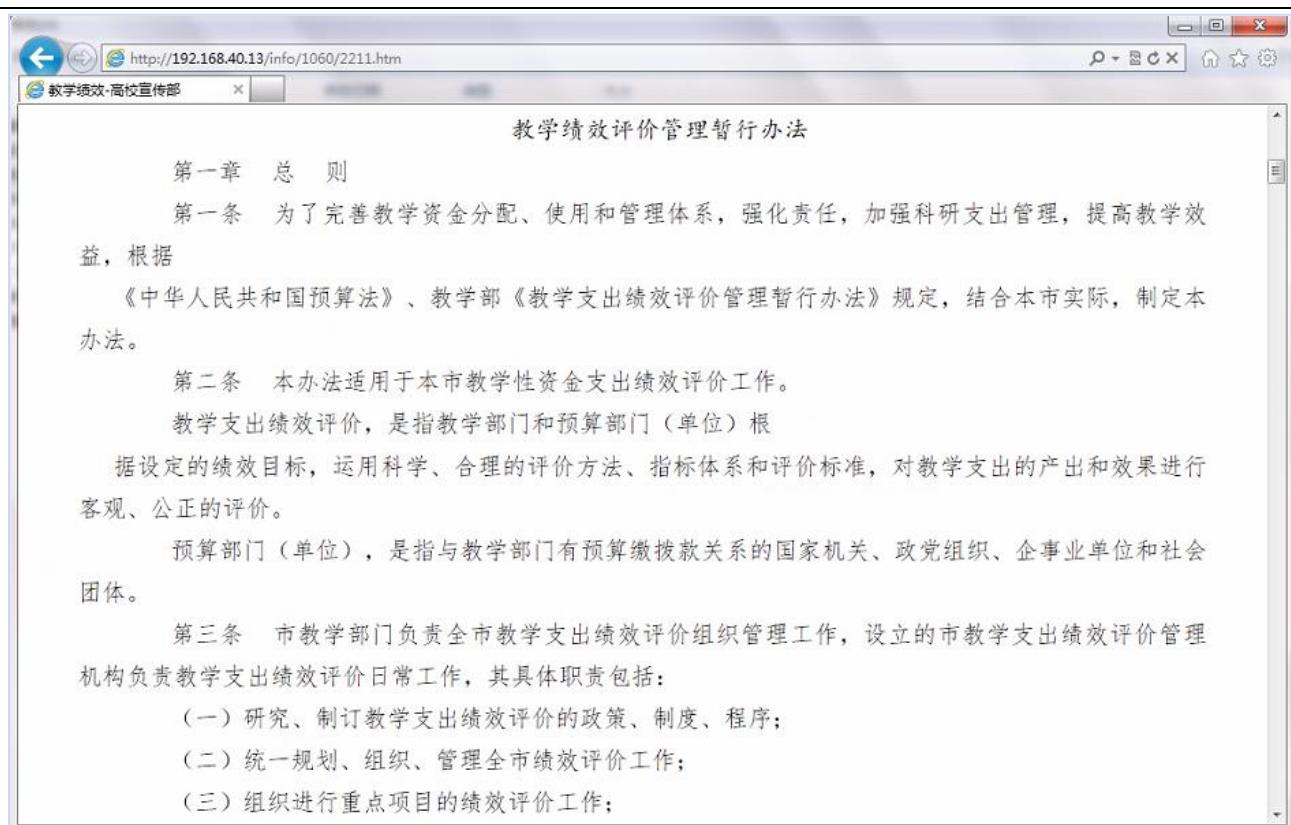 http://192.168.40.13/info/1060/2211.htm
教学绩效-高校宣传部
教学绩效评价管理暂行办法
第一章 总 则
第一条 为了完善教学资金分配、使用和管理体系，强化责任，加强科研支出管理，提高教学效
益，根据
《中华人民共和国预算法》、教学部《教学支出绩效评价管理暂行办法》规定，结合本市实际，制定本
办法。
第二条 本办法适用于本市教学性资金支出绩效评价工作。
教学支出绩效评价，是指教学部门和预算部门（单位）根
据设定的绩效目标，运用科学、合理的评价方法、指标体系和评价标准，对教学支出的产出和效果进行
客观、公正的评价。
预算部门（单位），是指与教学部门有预算缴拨款关系的国家机关、政党组织、企事业单位和社会
团体。
第三条 市教学部门负责全市教学支出绩效评价组织管理工作，设立的市教学支出绩效评价管理
机构负责教学支出绩效评价日常工作，其具体职责包括：
（一）研究、制订教学支出绩效评价的政策、制度、程序；
（二）统一规划、组织、管理全市绩效评价工作；
（三）组织进行重点项目的绩效评价工作；